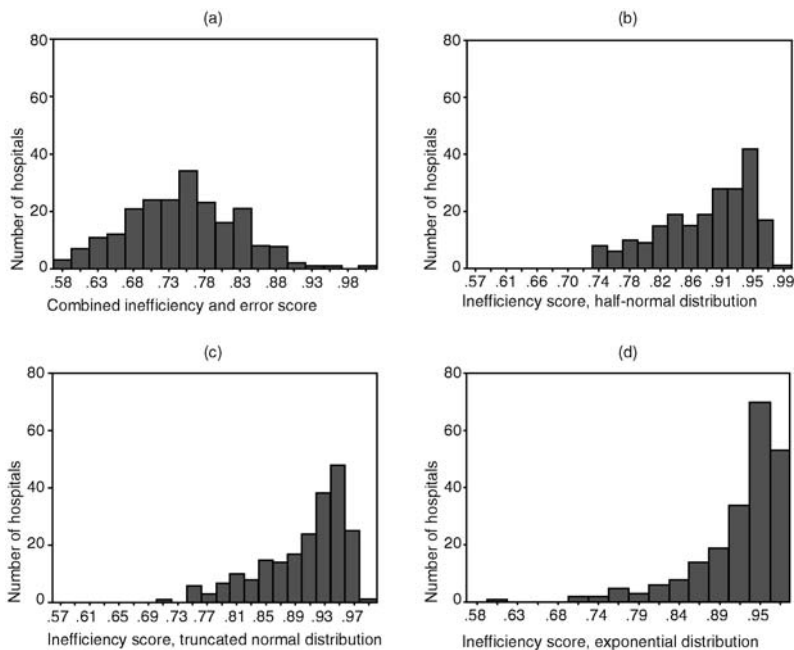 (a)
80
60
40
20
0
Number of hospitals
.58 .63 .68 .73 .78 .83 .88 .93 .98
Combined inefficiency and error score
(b)
80
60
40
20
0
Number of hospitals
.57 .61 .66 .70 .74 .78 .82 .86 .91 .95 .99
Inefficiency score, half-normal distribution
(c)
80
60
40
20
0
Number of hospitals
.57 .61 .65 .69 .73 .77 .81 .85 .89 .93 .97
Inefficiency score, truncated normal distribution
(d)
80
60
40
20
0
Number of hospitals
.57 .63 .68 .74 .79 .84 .89 .95
Inefficiency score, exponential distribution